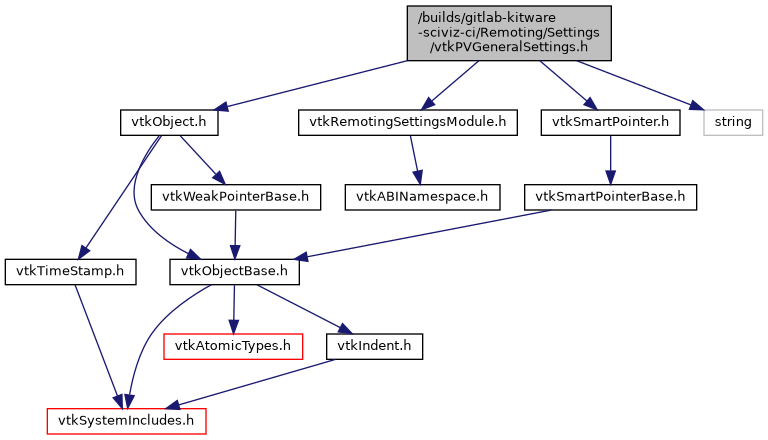 /builds/gitlab-kitware
-sciviz-ci/Remoting/Settings
/vtkPVGeneralSettings.h
vtkObject.h
vtkRemotingSettingsModule.h
vtkSmartPointer.h
string
vtkWeakPointerBase.h
vtkABINamespace.h
vtkSmartPointerBase.h
vtkTimeStamp.h
vtkObjectBase.h
vtkAtomicTypes.h
vtkIndent.h
vtkSystemIncludes.h